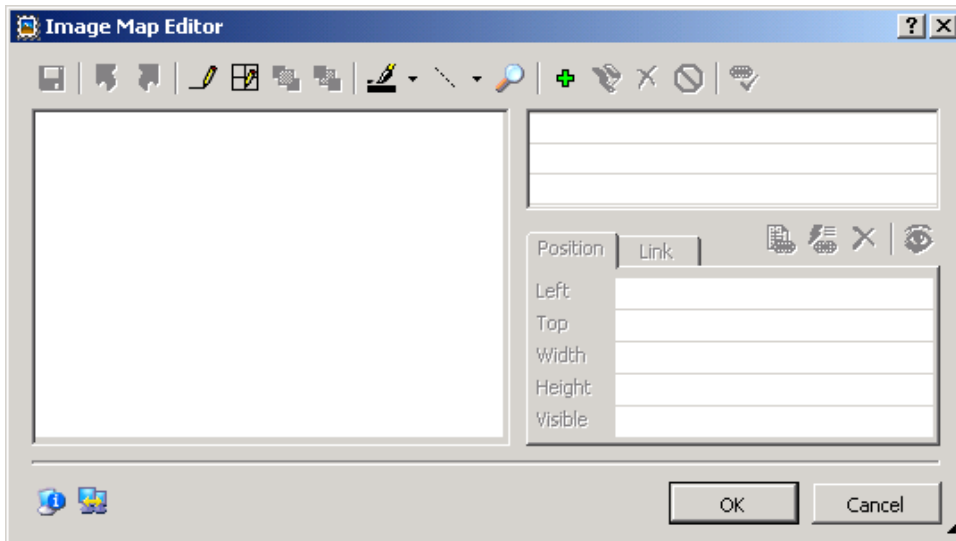 Image Map Editor
Position Link
Left
Top
Width
Height
Visible
OK Cancel